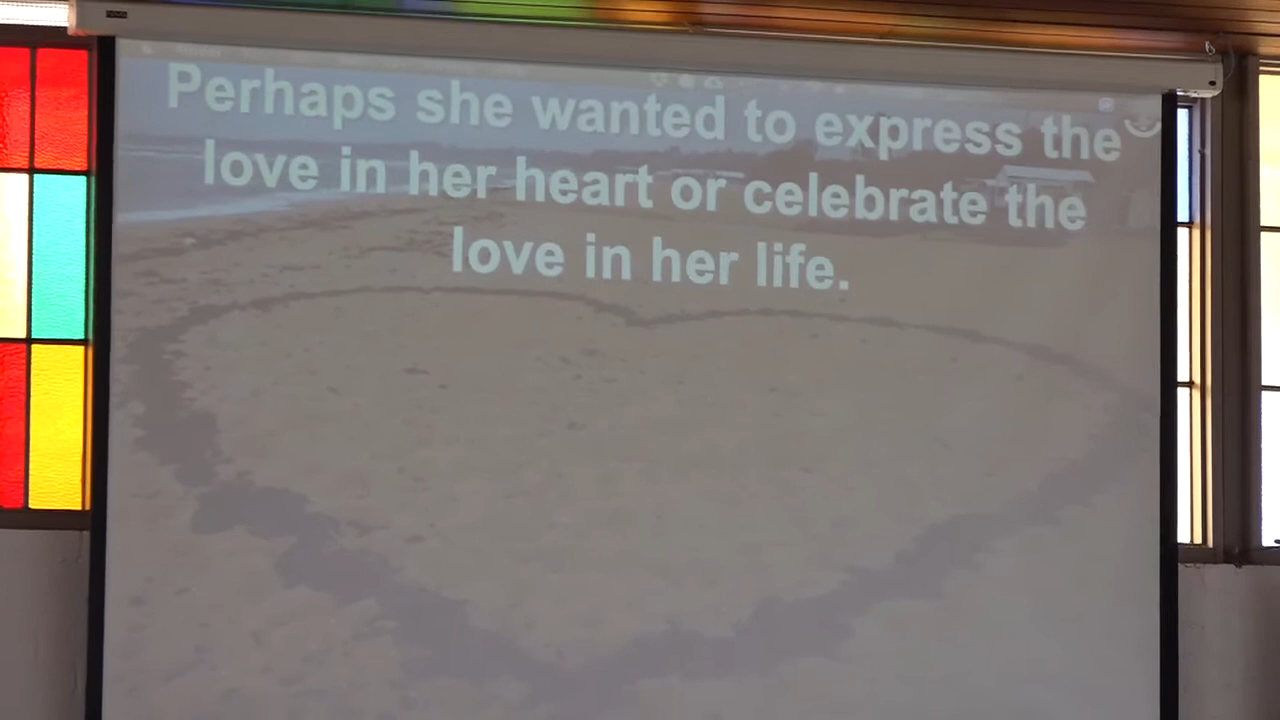 Perhaps she wanted to express the
love in her heart or celebrate the
love in her life.